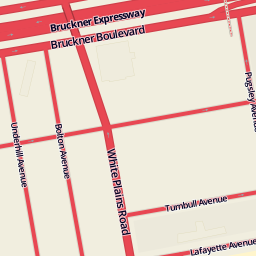 Bruckner Expressway
Bruckner Boulevard
Pugsley Avenue
Underhill Avenue
Bolton Avenue
White Plains Road
Turnbull Avenue
Lafayette Avenue